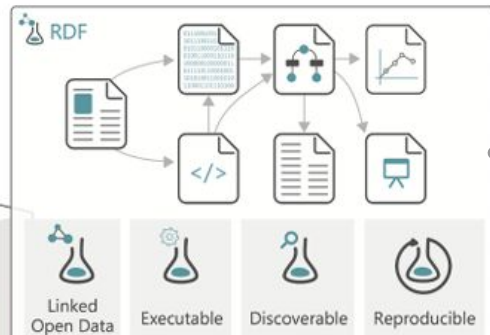 RDF
</>
Linked
Open Data
Executable
Discoverable
Reproducible